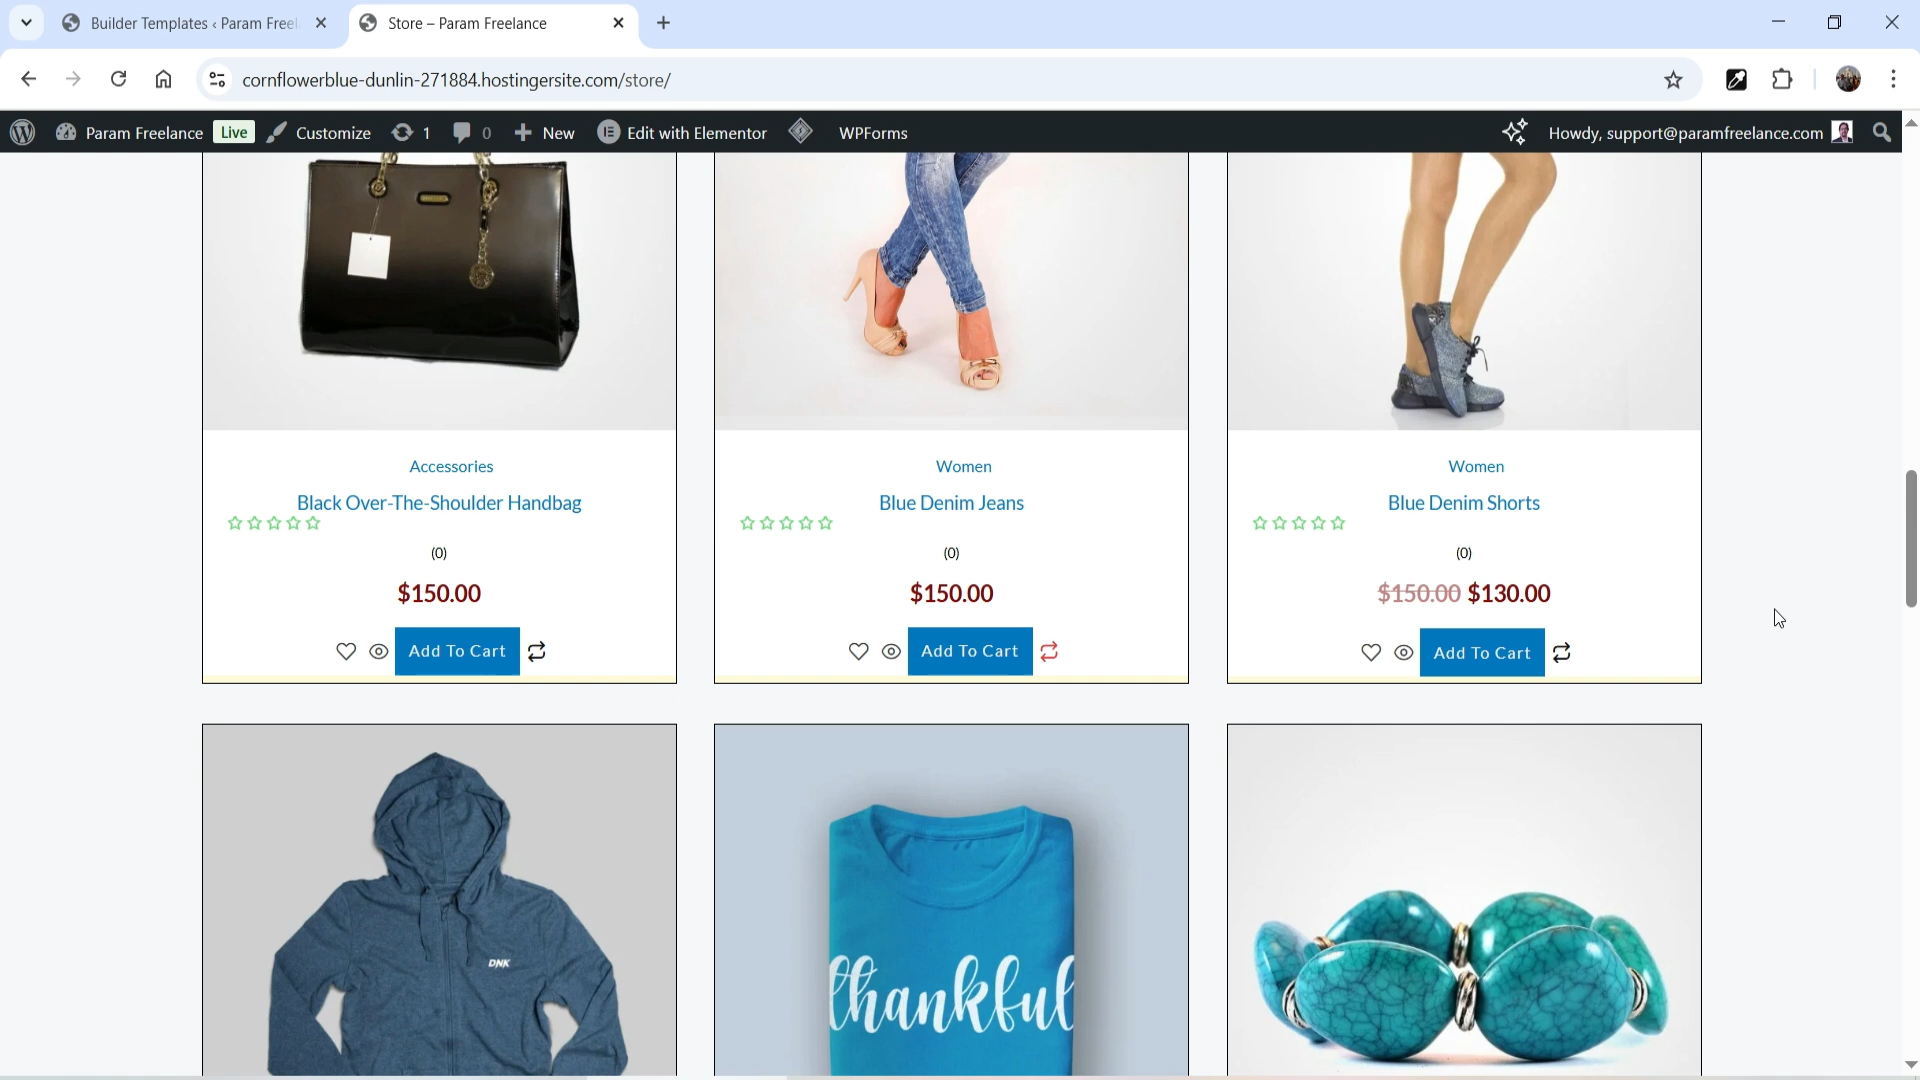 Builder Templates ‹ Param Freel
Store – Param Freelance
cornflowerblue-dunlin-271884.hostingersite.com/store/
Param Freelance Live Customize 1 0 New Edit with Elementor WPForms Howdy, support@paramfreelance.com
Accessories
Black Over-The-Shoulder Handbag
(0)
$150.00
Add To Cart
Women
Blue Denim Jeans
(0)
$150.00
Add To Cart
Women
Blue Denim Shorts
(0)
$150.00 $130.00
Add To Cart
DNK
thankful